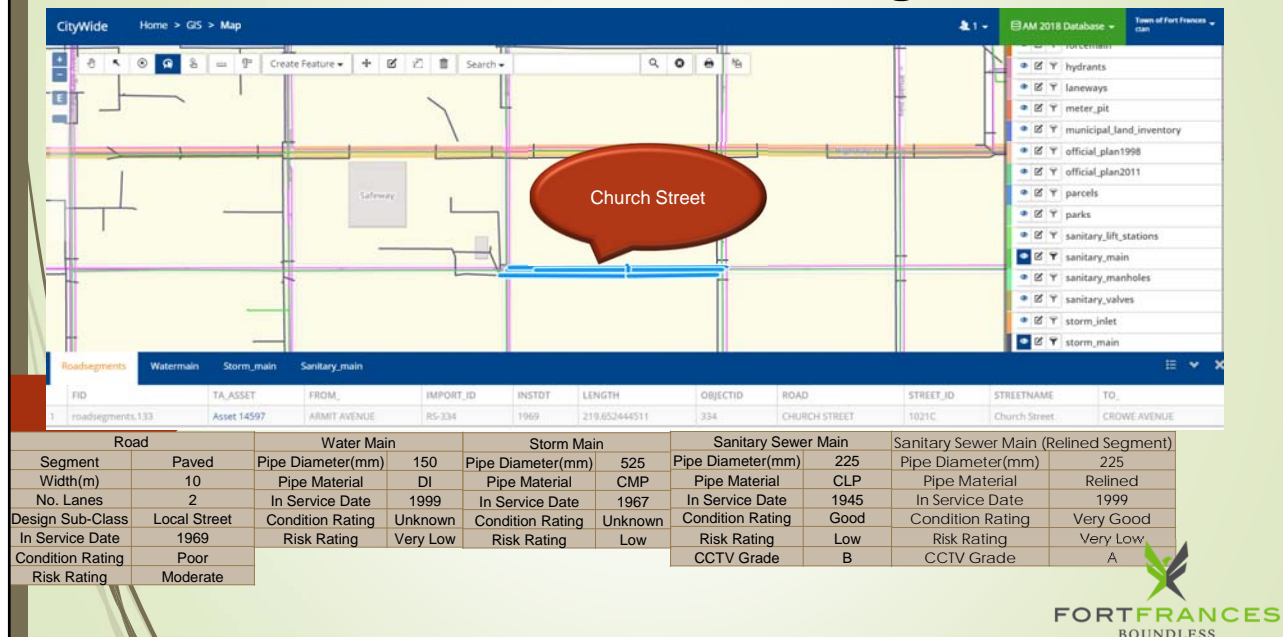 CityWide Home > GIS > Map 1 AM 2018 Database Town of Fort Frances
ctan
Create Feature Search
E
forcemain
hydrants
laneways
meter_pit
municipal_land_inventory
official_plan1998
official_plan2011
parcels
parks
sanitary_lift_stations
sanitary_main
sanitary_manholes
sanitary_valves
storm_inlet
storm_main
Safeway
Church Street
Roadsegments Watermain Storm_main Sanitary_main
FID TA_ASSET FROM_ IMPORT_ID INSTDT LENGTH OBJECTID ROAD STREET_ID STREETNAME TO_
1 roadsegments.133 Asset 14597 ARMIT AVENUE RS-334 1969 219.652444511 334 CHURCH STREET 1021C Church Street CROWE AVENUE
Road
Segment Paved
Width(m) 10
No. Lanes 2
Design Sub-Class Local Street
In Service Date 1969
Condition Rating Poor
Risk Rating Moderate
Water Main
Pipe Diameter(mm) 150
Pipe Material DI
In Service Date 1999
Condition Rating Unknown
Risk Rating Very Low
Storm Main
Pipe Diameter(mm) 525
Pipe Material CMP
In Service Date 1967
Condition Rating Unknown
Risk Rating Low
Sanitary Sewer Main
Pipe Diameter(mm) 225
Pipe Material CLP
In Service Date 1945
Condition Rating Good
Risk Rating Low
CCTV Grade B
Sanitary Sewer Main (Relined Segment)
Pipe Diameter(mm) 225
Pipe Material Relined
In Service Date 1999
Condition Rating Very Good
Risk Rating Very Low
CCTV Grade A
FORTFRANCES
BOUNDLESS